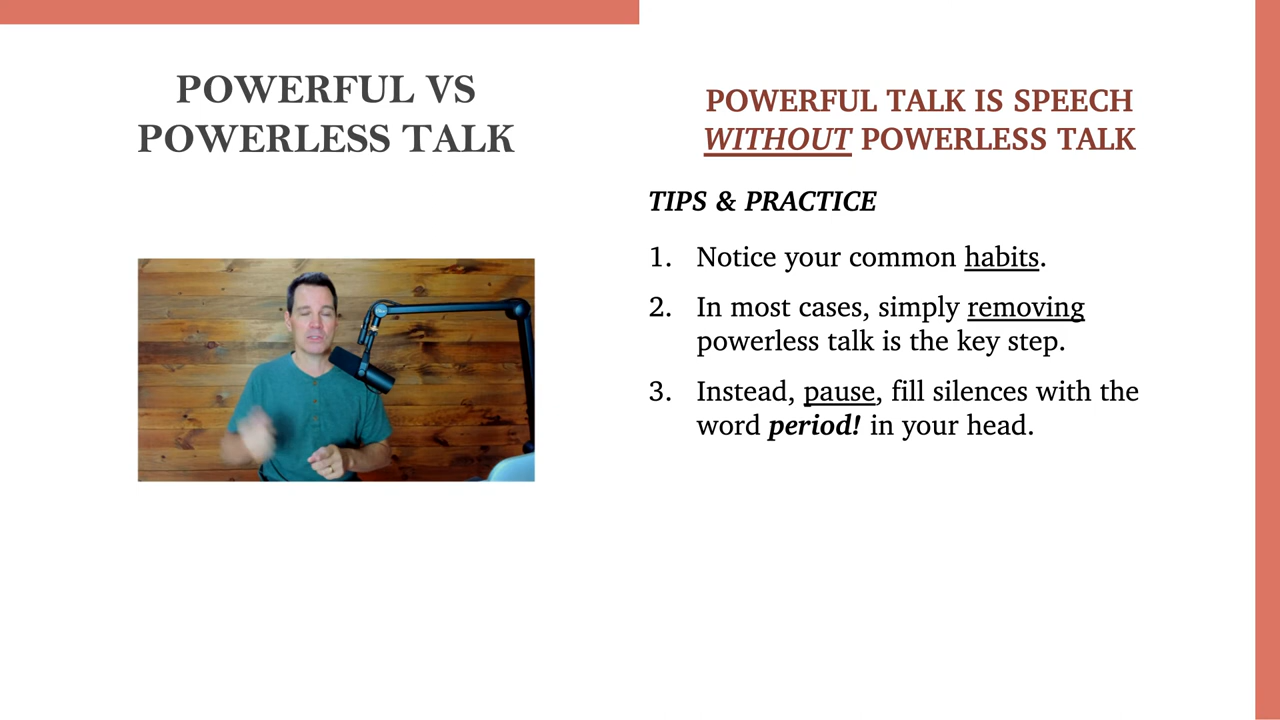 POWERFUL VS
POWERLESS TALK
POWERFUL TALK IS SPEECH
WITHOUT POWERLESS TALK
TIPS & PRACTICE
1. Notice your common habits.
2. In most cases, simply removing
powerless talk is the key step.
3. Instead, pause, fill silences with the
word period! in your head.